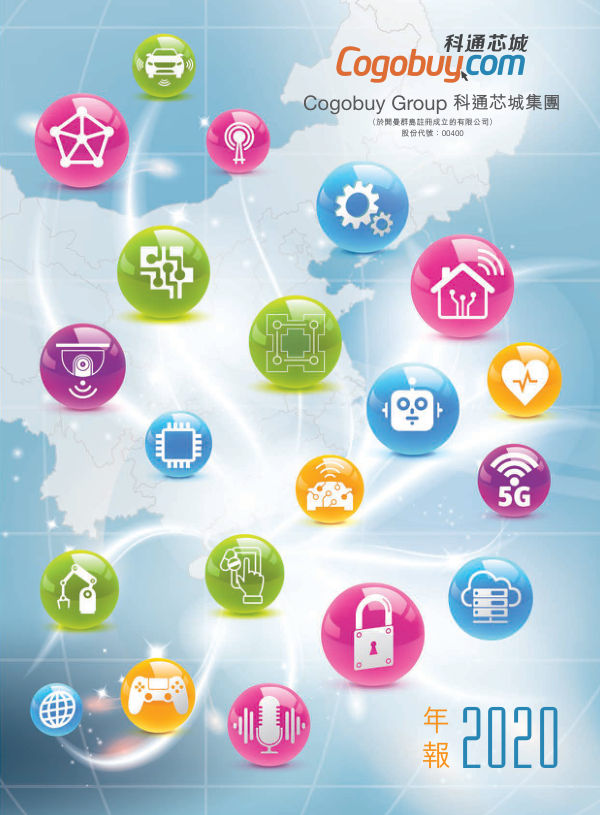 科通芯城
Cogobuy.com
Cogobuy Group 科通芯城集團
（於開曼群島註冊成立的有限公司）
股份代號：00400
5G
年報 2020